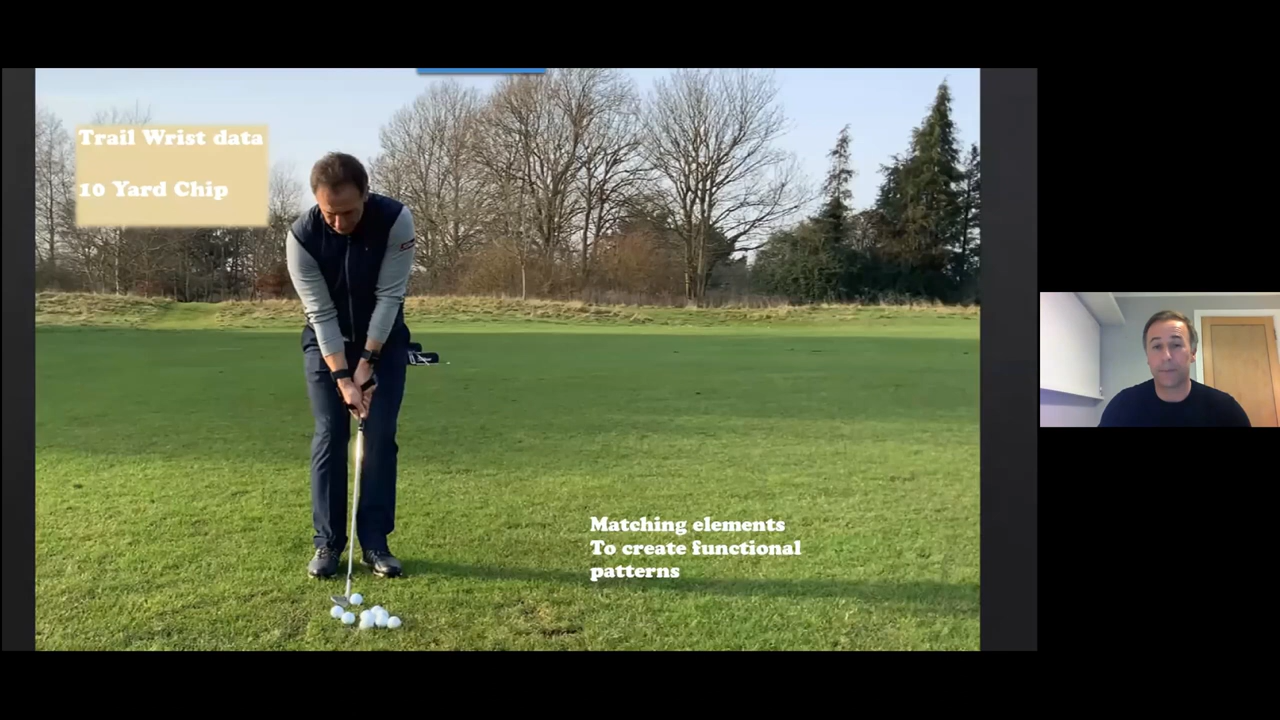 Trail Wrist data
10 Yard Chip
Matching elements
To create functional
patterns